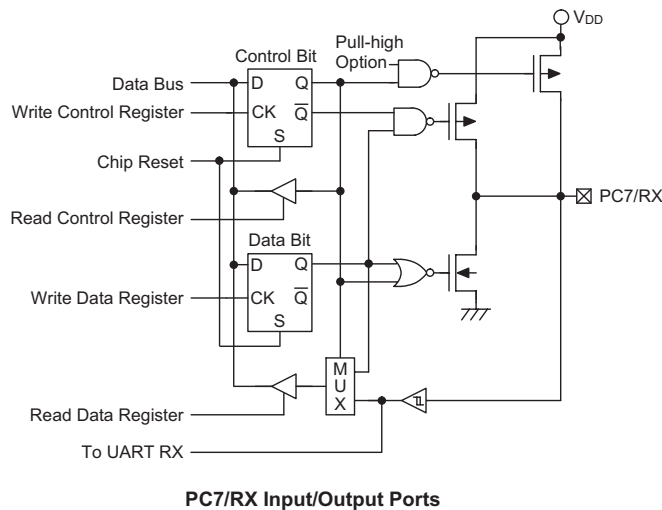 VDD
Control Bit
Pull-high
Option
Data Bus
D
Q
Write Control Register
CK
Q
S
Chip Reset
PC7/RX
Read Control Register
Data Bit
D
Q
Write Data Register
CK
Q
S
M
U
X
Read Data Register
To UART RX
PC7/RX Input/Output Ports